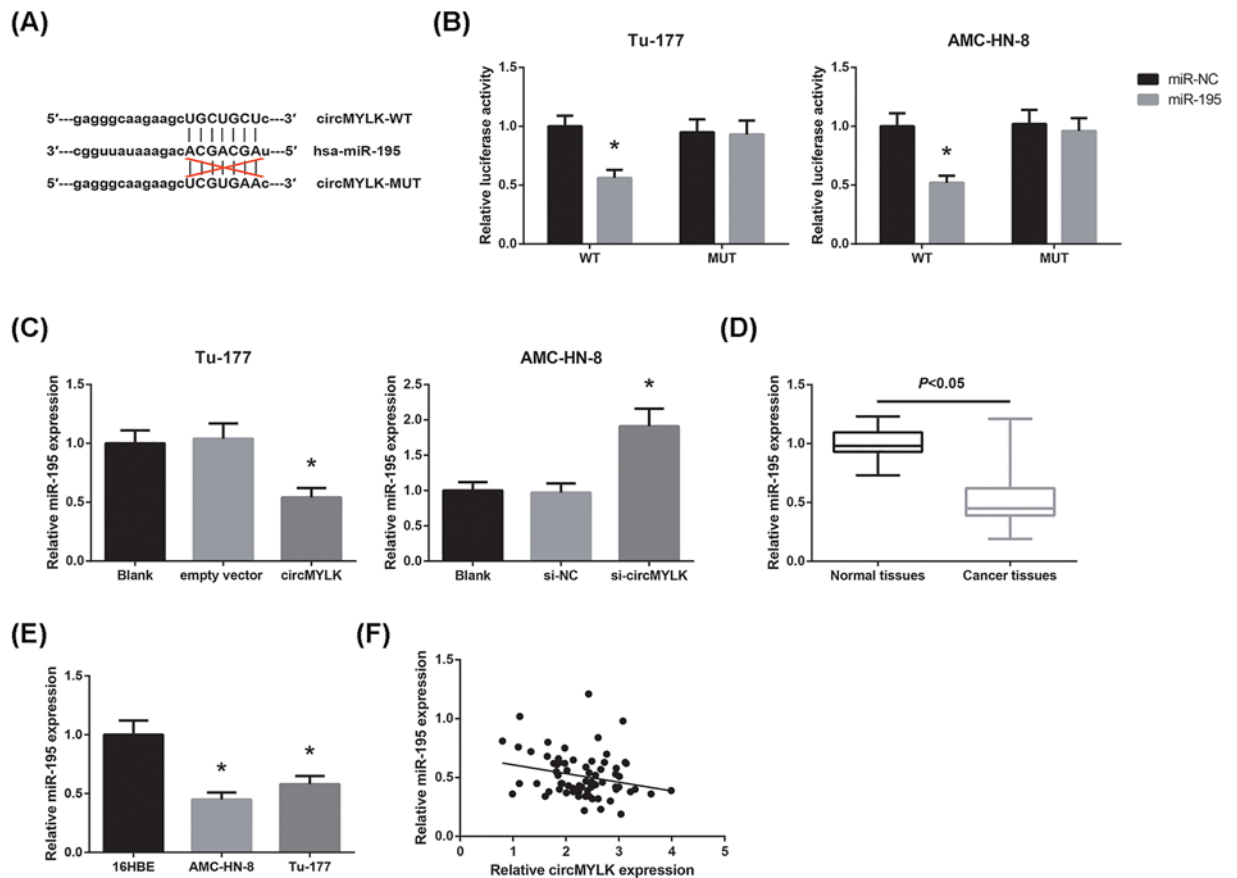 (A)
5′---gagggcaagaagcUGCUGCUc---3′ circMYLK-WT
3′---cgguuauaaagacACGACGAu---5′ hsa-miR-195
5′---gagggcaagaagcUCGUGAAc---3′ circMYLK-MUT
(B)
Tu-177
Relative luciferase activity
1.5
1.0
0.5
0.0
*
WT
MUT
AMC-HN-8
Relative luciferase activity
1.5
1.0
0.5
0.0
*
WT
MUT
miR-NC
miR-195
(C)
Tu-177
Relative miR-195 expression
1.5
1.0
0.5
0.0
*
Blank
empty vector
circMYLK
AMC-HN-8
Relative miR-195 expression
2.5
2.0
1.5
1.0
0.5
0.0
*
Blank
si-NC
si-circMYLK
(D)
Relative miR-195 expression
1.5
1.0
0.5
0.0
P<0.05
Normal tissues
Cancer tissues
(E)
Relative miR-195 expression
1.5
1.0
0.5
0.0
*
*
16HBE
AMC-HN-8
Tu-177
(F)
Relative miR-195 expression
1.5
1.0
0.5
0.0
0 1 2 3 4 5
Relative circMYLK expression